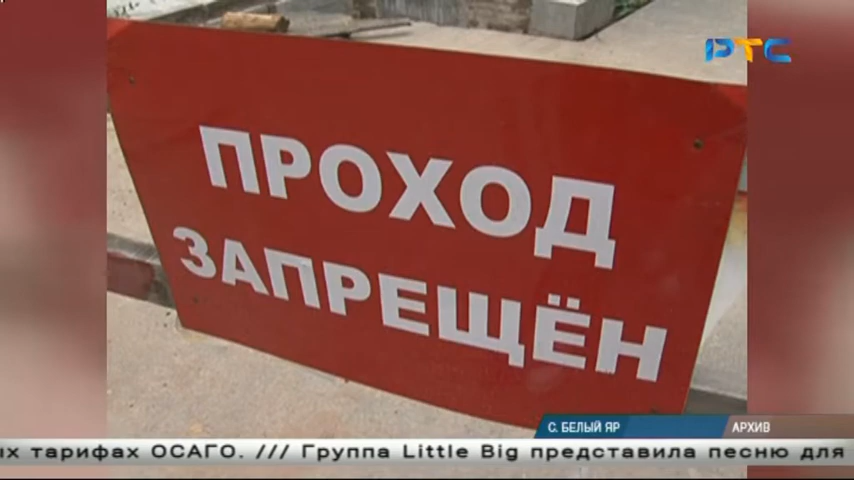 РТС
ПРОХОД
ЗАПРЕЩЁН
С. БЕЛЫЙ ЯР
АРХИВ
тарифах ОСАГО. /// Группа Little Big представила песню для